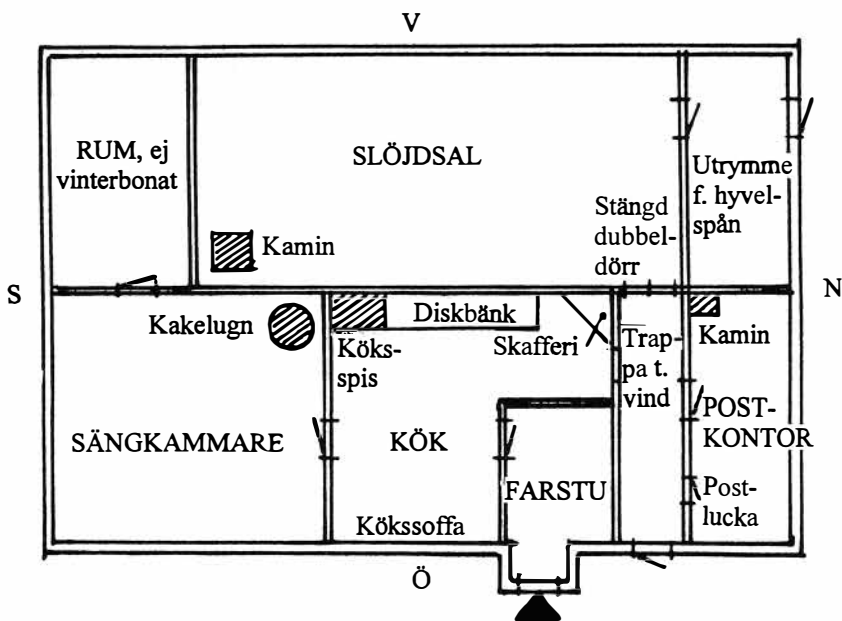 V
RUM, ej
vinterbonat
SLÖJDSAL
Utrymme
f. hyvel-
spån
Stängd
dubbel-
dörr
Kamin
S
N
Kakelugn
Diskbänk
Köks-
spis
Skafferi
Trap-
pa t.
vind
Kamin
SÄNGKAMMARE
KÖK
POST-
KONTOR
FARSTU
Post-
lucka
Kökssoffa
Ö